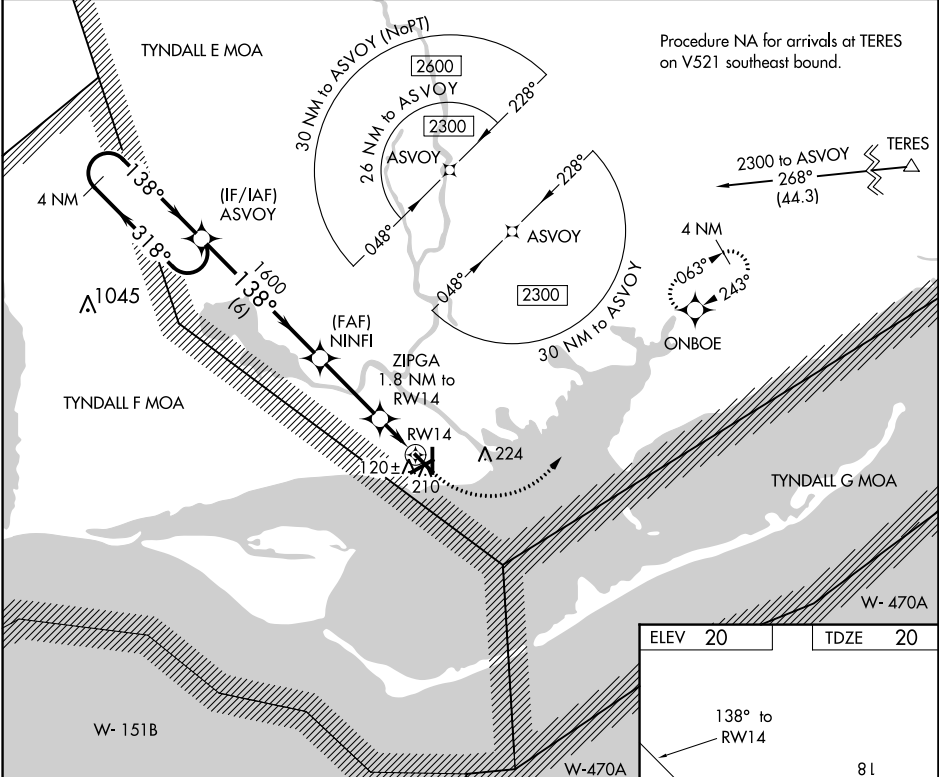 TYNDALL E MOA
Procedure NA for arrivals at TERES
on V521 southeast bound.
30 NM to ASVOY (NoPT)
2600
26 NM to ASVOY
2300
ASVOY
228°
048°
TERES
2300 to ASVOY
268°
(44.3)
138°
4 NM
318°
(IF/IAF)
ASVOY
228°
ASVOY
048°
2300
30 NM to ASVOY
4 NM
063°
243°
ONBOE
1600
138°
(6)
1045
(FAF)
NINFI
ZIPGA
1.8 NM to
RW14
TYNDALL F MOA
RW14
120±
210
224
TYNDALL G MOA
W-470A
ELEV 20
TDZE 20
138° to
RW14
18
W-151B
W-470A